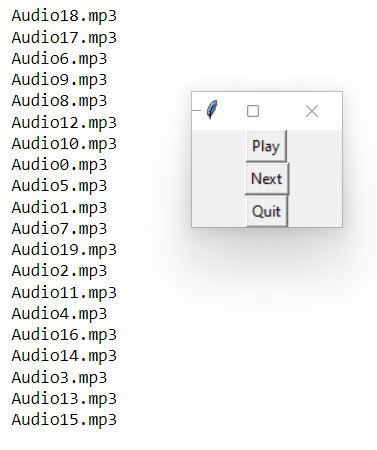 Audio18.mp3
Audio17.mp3
Audio6.mp3
Audio9.mp3
Audio8.mp3
Audio12.mp3
Audio10.mp3
Audio0.mp3
Audio5.mp3
Audio1.mp3
Audio7.mp3
Audio19.mp3
Audio2.mp3
Audio11.mp3
Audio4.mp3
Audio16.mp3
Audio14.mp3
Audio3.mp3
Audio13.mp3
Audio15.mp3
Play
Next
Quit